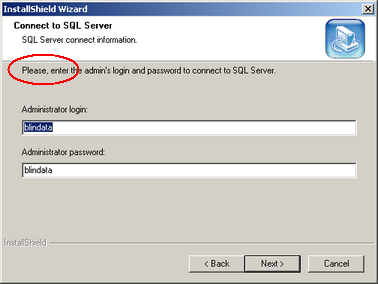 InstallShield Wizard
Connect to SQL Server
SQL Server connect information.
Please, enter the admin's login and password to connect to SQL Server.
Administrator login:
blindata
Administrator password:
blindata
InstallShield
< Back
Next >
Cancel